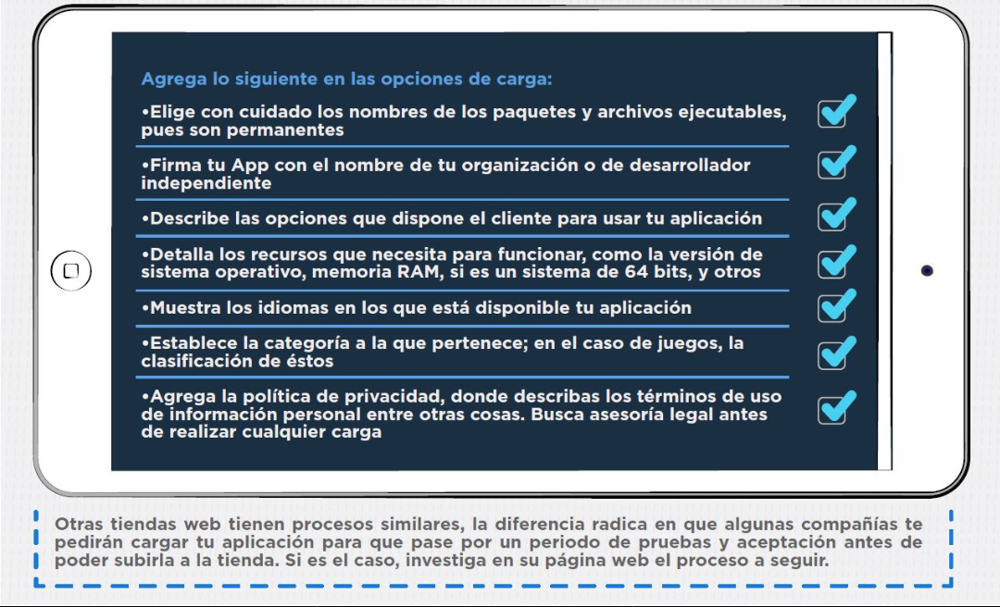 Agrega lo siguiente en las opciones de carga:
•Elige con cuidado los nombres de los paquetes y archivos ejecutables,
pues son permanentes
•Firma tu App con el nombre de tu organización o de desarrollador
independiente
•Describe las opciones que dispone el cliente para usar tu aplicación
•Detalla los recursos que necesita para funcionar, como la versión de
sistema operativo, memoria RAM, si es un sistema de 64 bits, y otros
•Muestra los idiomas en los que está disponible tu aplicación
•Establece la categoría a la que pertenece; en el caso de juegos, la
clasificación de éstos
•Agrega la política de privacidad, donde describas los términos de uso
de información personal entre otras cosas. Busca asesoría legal antes
de realizar cualquier carga
Otras tiendas web tienen procesos similares, la diferencia radica en que algunas compañías te
pedirán cargar tu aplicación para que pase por un periodo de pruebas y aceptación antes de
poder subirla a la tienda. Si es el caso, investiga en su página web el proceso a seguir.